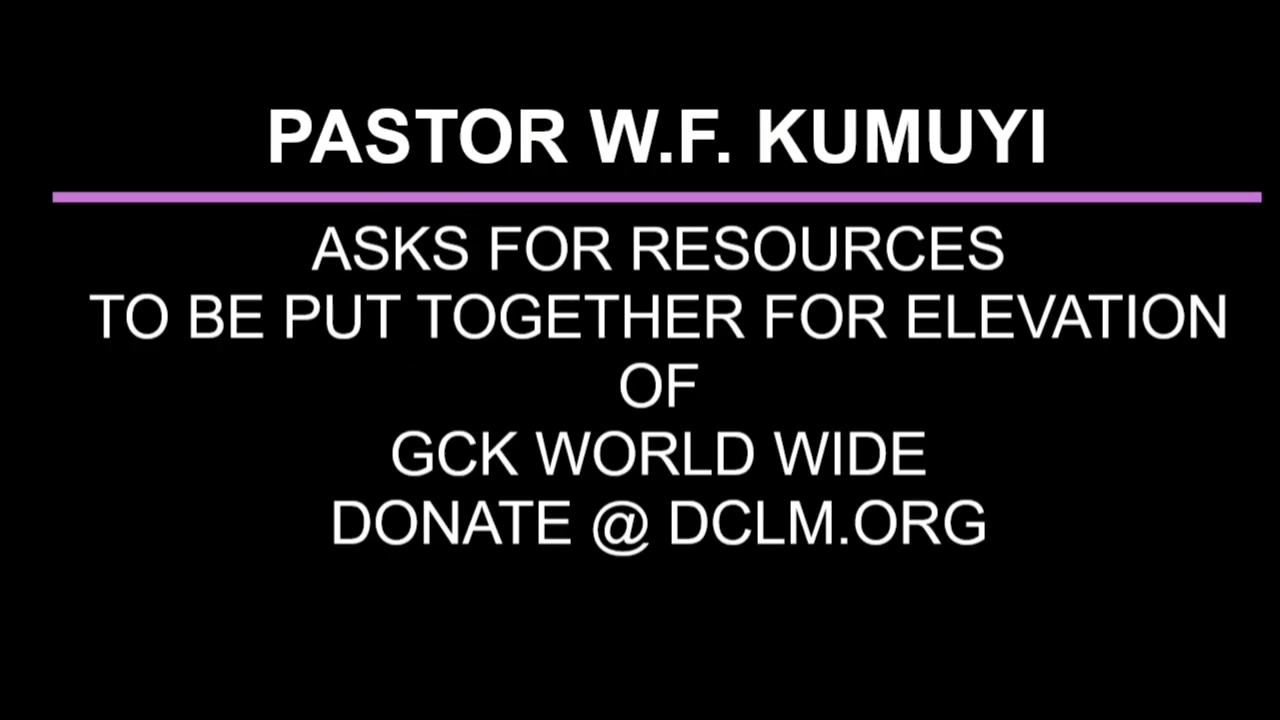 PASTOR W.F. KUMUYI
ASKS FOR RESOURCES
TO BE PUT TOGETHER FOR ELEVATION
OF
GCK WORLD WIDE
DONATE @ DCLM.ORG